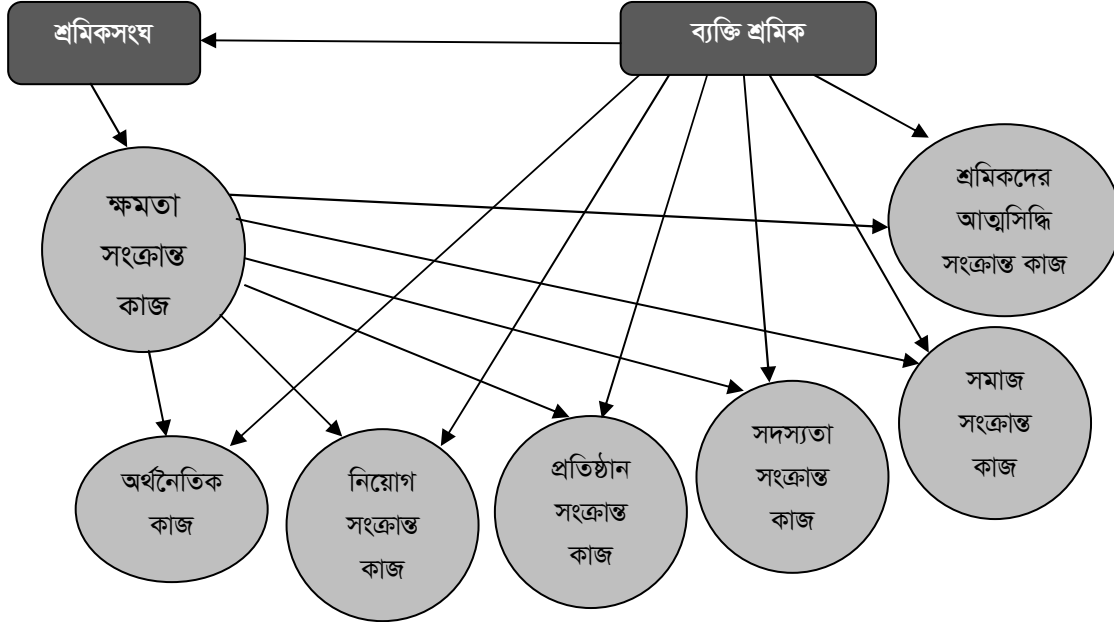 শ্রমিকসংঘ
ব্যক্তি শ্রমিক
শ্রমিকদের
আত্মসিদ্ধি
সংক্রান্ত কাজ
ক্ষমতা
সংক্রান্ত
কাজ
সমাজ
সংক্রান্ত
কাজ
সদস্যতা
সংক্রান্ত
কাজ
প্রতিষ্ঠান
সংক্রান্ত
কাজ
নিয়োগ
সংক্রান্ত
কাজ
অর্থনৈতিক
কাজ